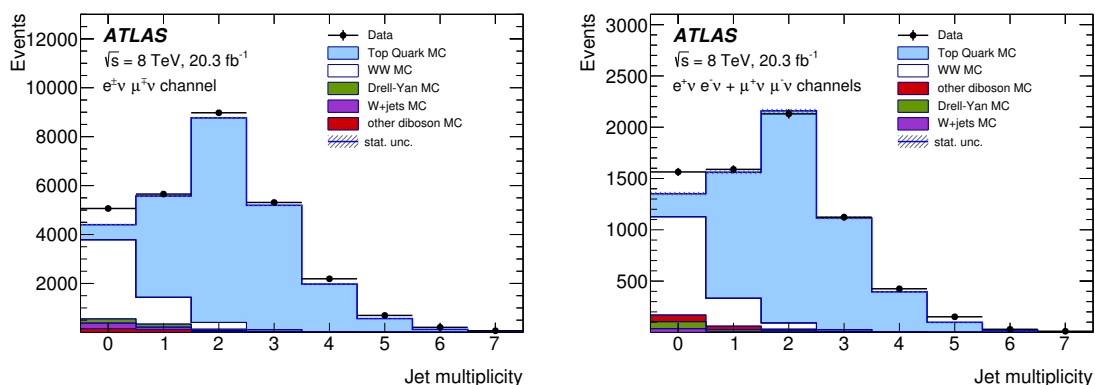 Events
12000
10000
8000
6000
4000
2000
ATLAS
√s = 8 TeV, 20.3 fb⁻¹
e±ν μ∓ν channel
Data
Top Quark MC
WW MC
Drell-Yan MC
W+jets MC
other diboson MC
stat. unc.
0 1 2 3 4 5 6 7
Jet multiplicity
Events
3000
2500
2000
1500
1000
500
ATLAS
√s = 8 TeV, 20.3 fb⁻¹
e⁺ν e⁻ν + μ⁺ν μ⁻ν channels
Data
Top Quark MC
WW MC
other diboson MC
Drell-Yan MC
W+jets MC
stat. unc.
0 1 2 3 4 5 6 7
Jet multiplicity